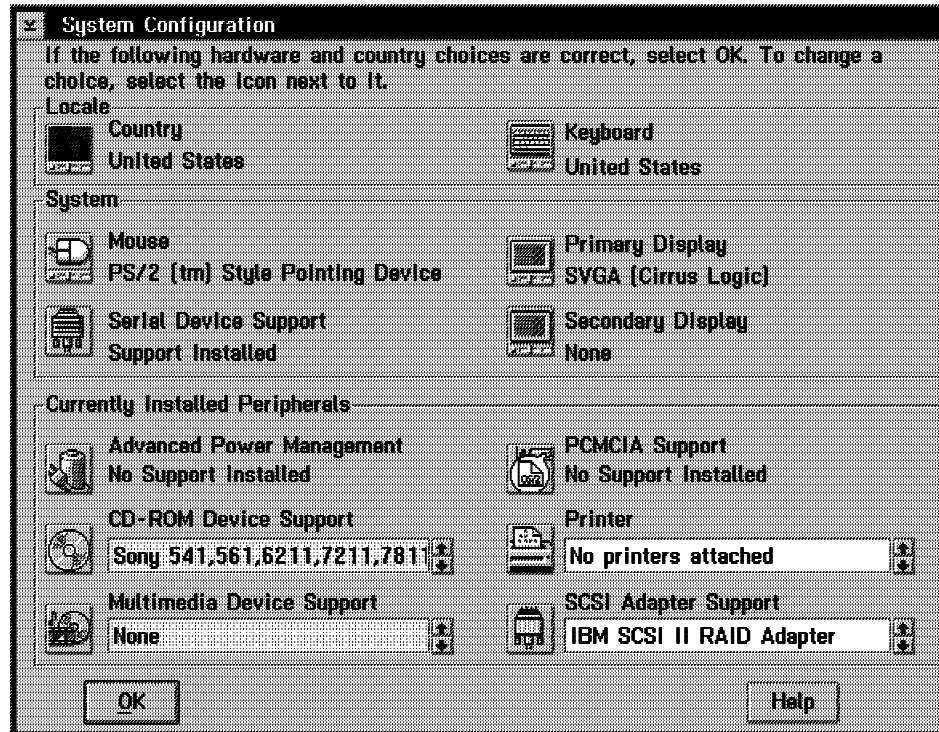 System Configuration
If the following hardware and country choices are correct, select OK. To change a
choice, select the icon next to it.
Locale
Country
United States
Keyboard
United States
System
Mouse
PS/2 (tm) Style Pointing Device
Primary Display
SVGA (Cirrus Logic)
Serial Device Support
Support Installed
Secondary Display
None
Currently Installed Peripherals
Advanced Power Management
No Support Installed
PCMCIA Support
No Support Installed
CD-ROM Device Support
Sony 541,561,6211,7211,7811
Printer
No printers attached
Multimedia Device Support
None
SCSI Adapter Support
IBM SCSI II RAID Adapter
OK
Help